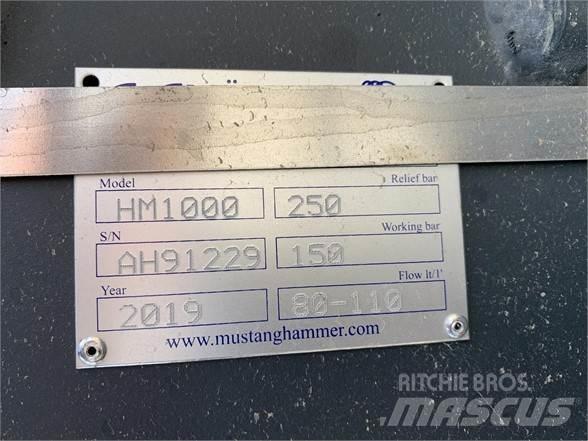 Model Relief bar
HM1000 250
S/N Working bar
AH91229 150
Year Flow lt/1'
2019 80-110
www.mustanghammer.com
RITCHIE BROS.
MASCUS